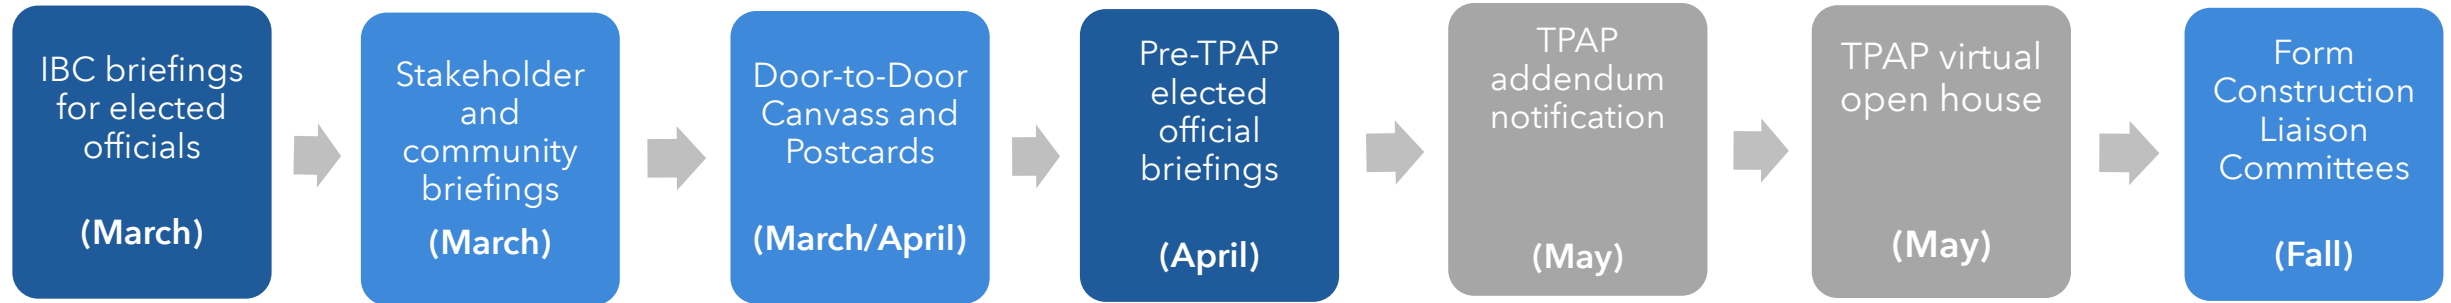 IBC briefings
for elected
officials
(March)
Stakeholder
and
community
briefings
(March)
Door-to-Door
Canvass and
Postcards
(March/April)
Pre-TPAP
elected
official
briefings
(April)
TPAP
addendum
notification
(May)
TPAP virtual
open house
(May)
Form
Construction
Liaison
Committees
(Fall)